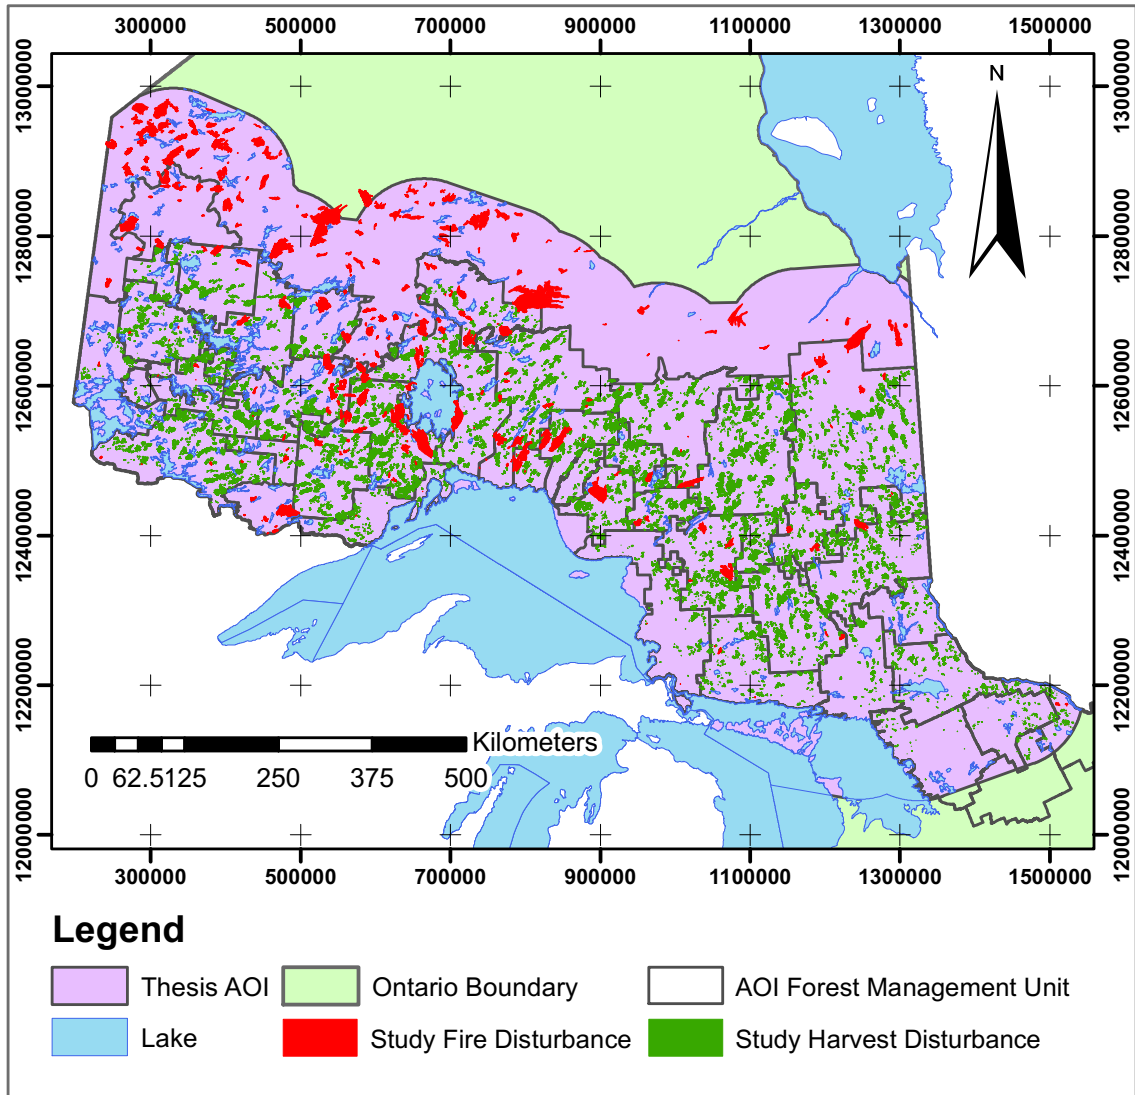 300000 500000 700000 900000 1100000 1300000 1500000
13000000 13000000
N
12800000 12800000
12600000 12600000
12400000 12400000
12200000 12200000
Kilometers
0 62.5 125 250 375 500
12000000 12000000
300000 500000 700000 900000 1100000 1300000 1500000
Legend
Thesis AOI Ontario Boundary AOI Forest Management Unit
Lake Study Fire Disturbance Study Harvest Disturbance